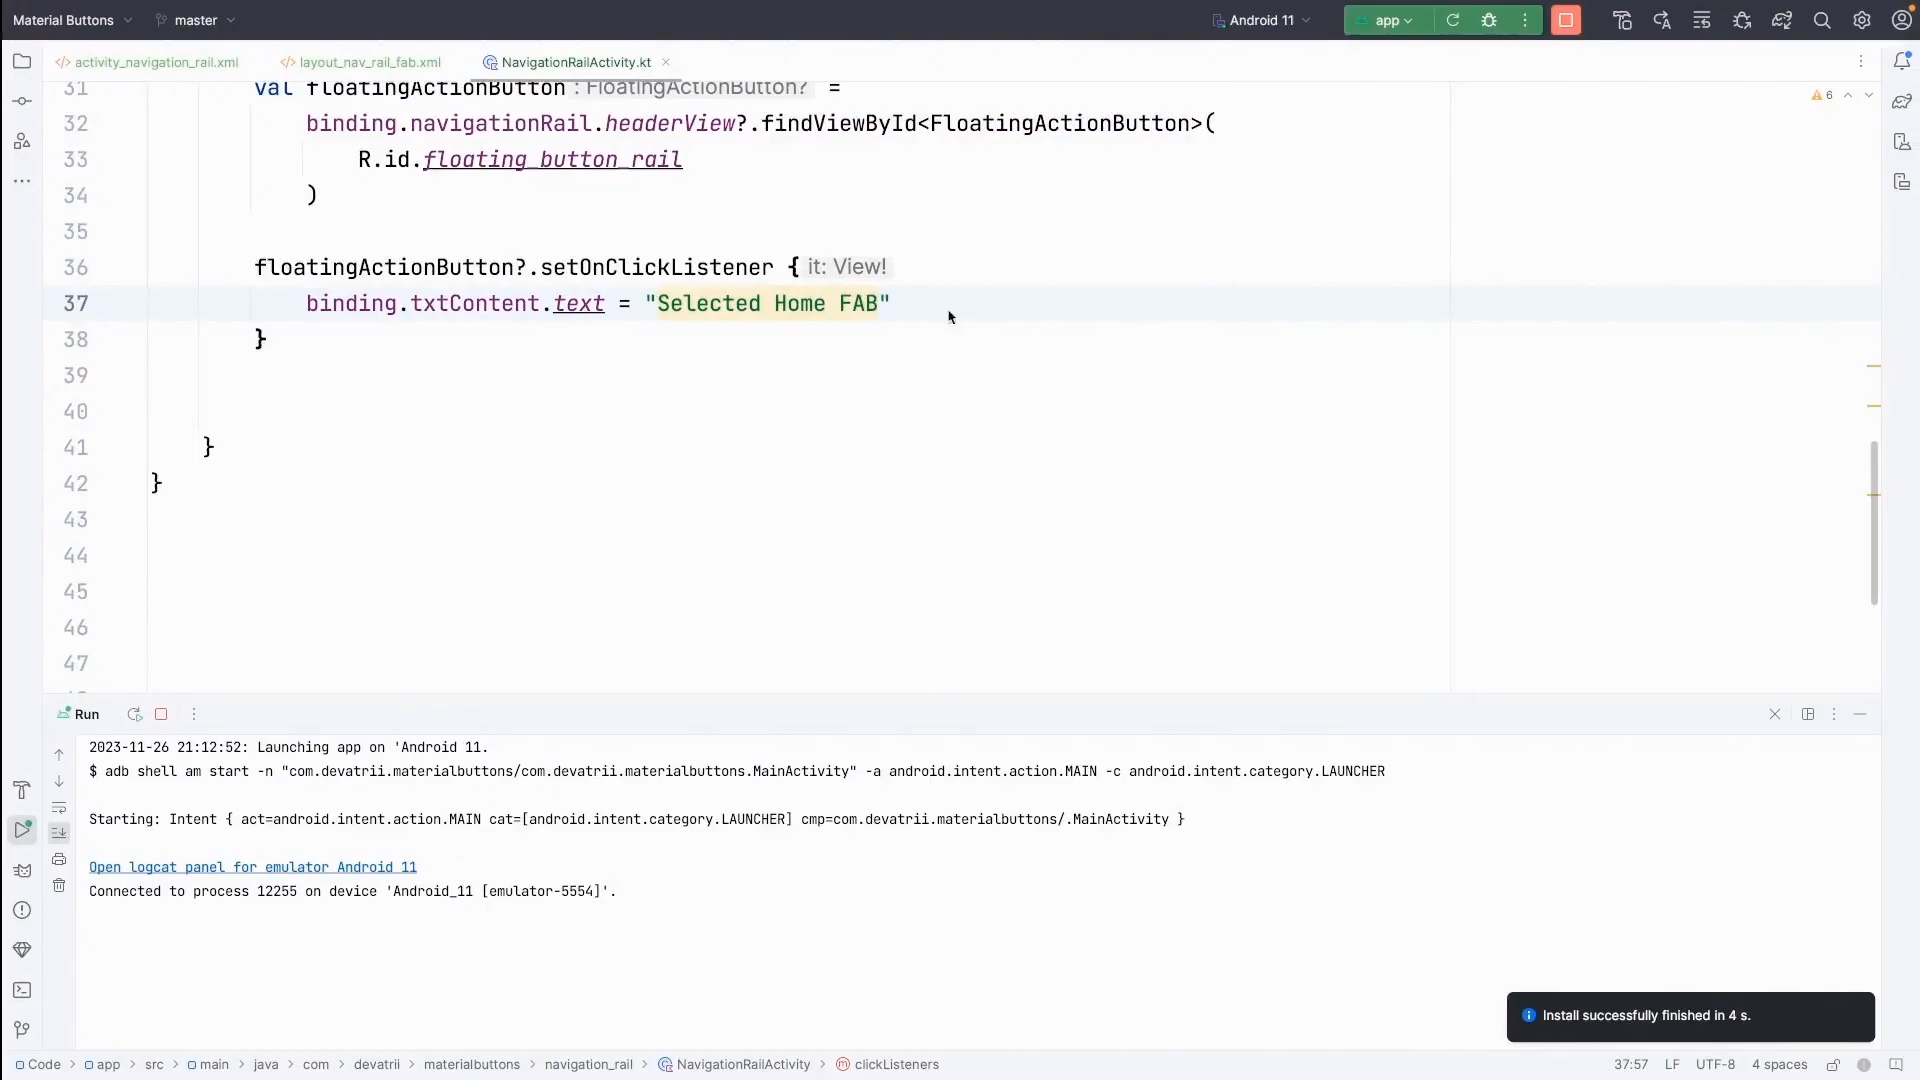 Material Buttons master Android 11 app
activity_navigation_rail.xml layout_nav_rail_fab.xml NavigationRailActivity.kt
31 val floatingActionButton : FloatingActionButton? =
6
32 binding.navigationRail.headerView?.findViewById<FloatingActionButton>(
33 R.id.floating_button_rail
34 )
35
36 floatingActionButton?.setOnClickListener { it: View!
37 binding.txtContent.text = "Selected Home FAB"
38 }
39
40
41 }
42 }
43
44
45
46
47
Run
2023-11-26 21:12:52: Launching app on 'Android 11.
$ adb shell am start -n "com.devatrii.materialbuttons/com.devatrii.materialbuttons.MainActivity" -a android.intent.action.MAIN -c android.intent.category.LAUNCHER
Starting: Intent { act=android.intent.action.MAIN cat=[android.intent.category.LAUNCHER] cmp=com.devatrii.materialbuttons/.MainActivity }
Open logcat panel for emulator Android 11
Connected to process 12255 on device 'Android_11 [emulator-5554]'.
Install successfully finished in 4 s.
Code > app > src > main > java > com > devatrii > materialbuttons > navigation_rail > NavigationRailActivity > clickListeners 37:57 LF UTF-8 4 spaces